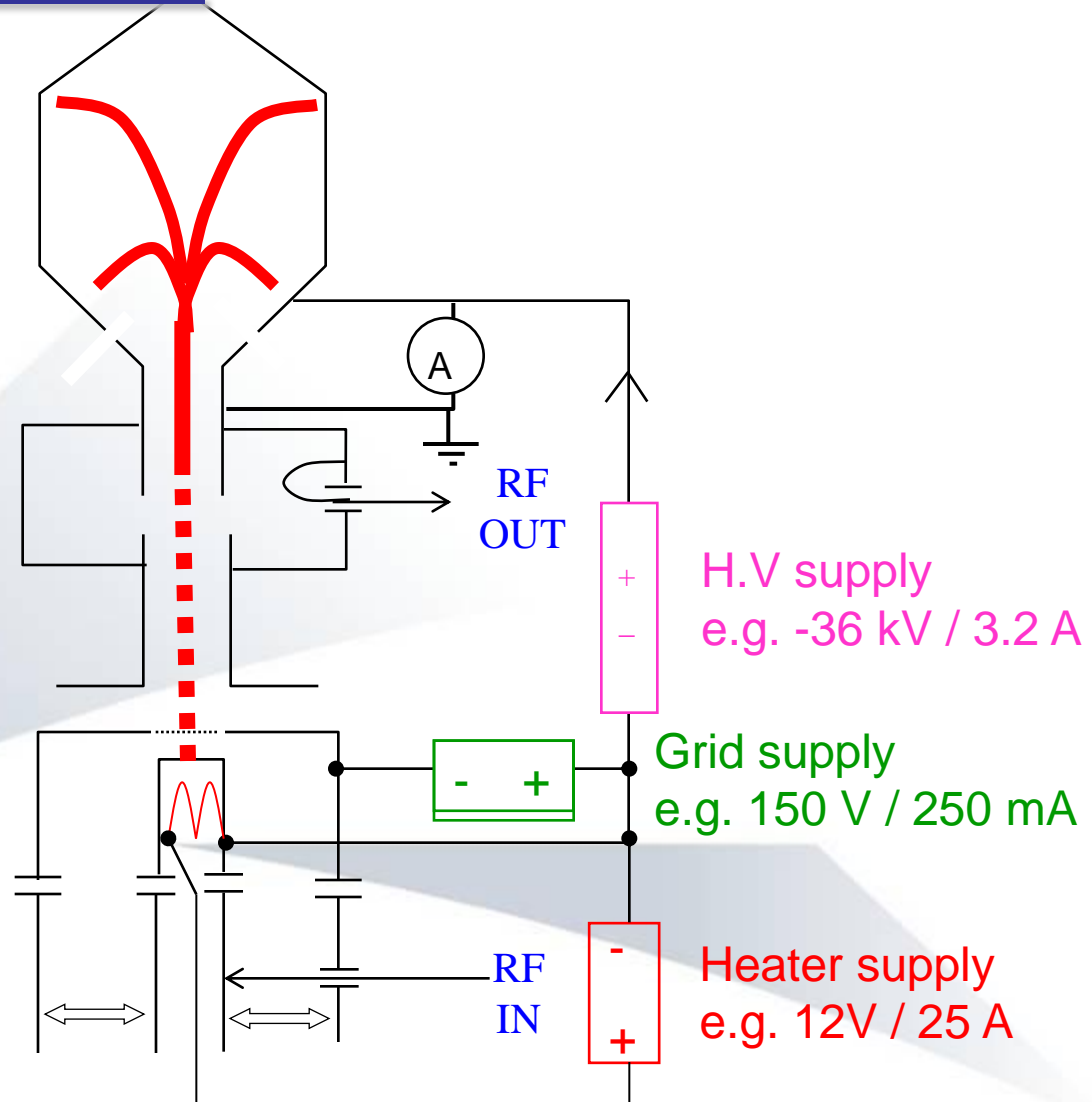 A
RF
OUT
+
–
H.V supply
e.g. -36 kV / 3.2 A
- +
Grid supply
e.g. 150 V / 250 mA
RF
IN
-
+
Heater supply
e.g. 12V / 25 A